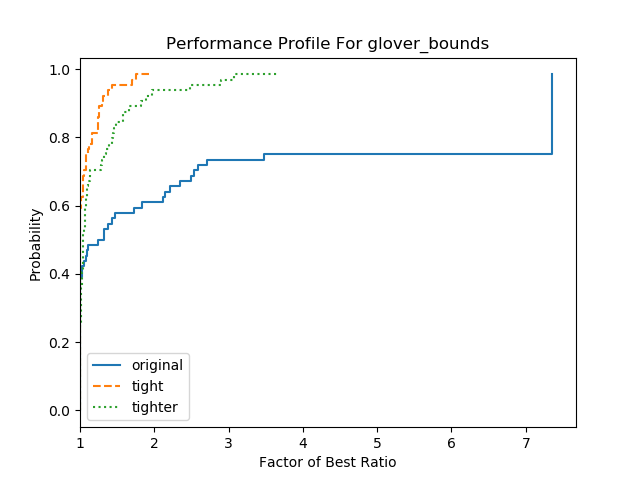 Performance Profile For glover_bounds
Probability
1.0
0.8
0.6
0.4
0.2
0.0
original
tight
tighter
1 2 3 4 5 6 7
Factor of Best Ratio